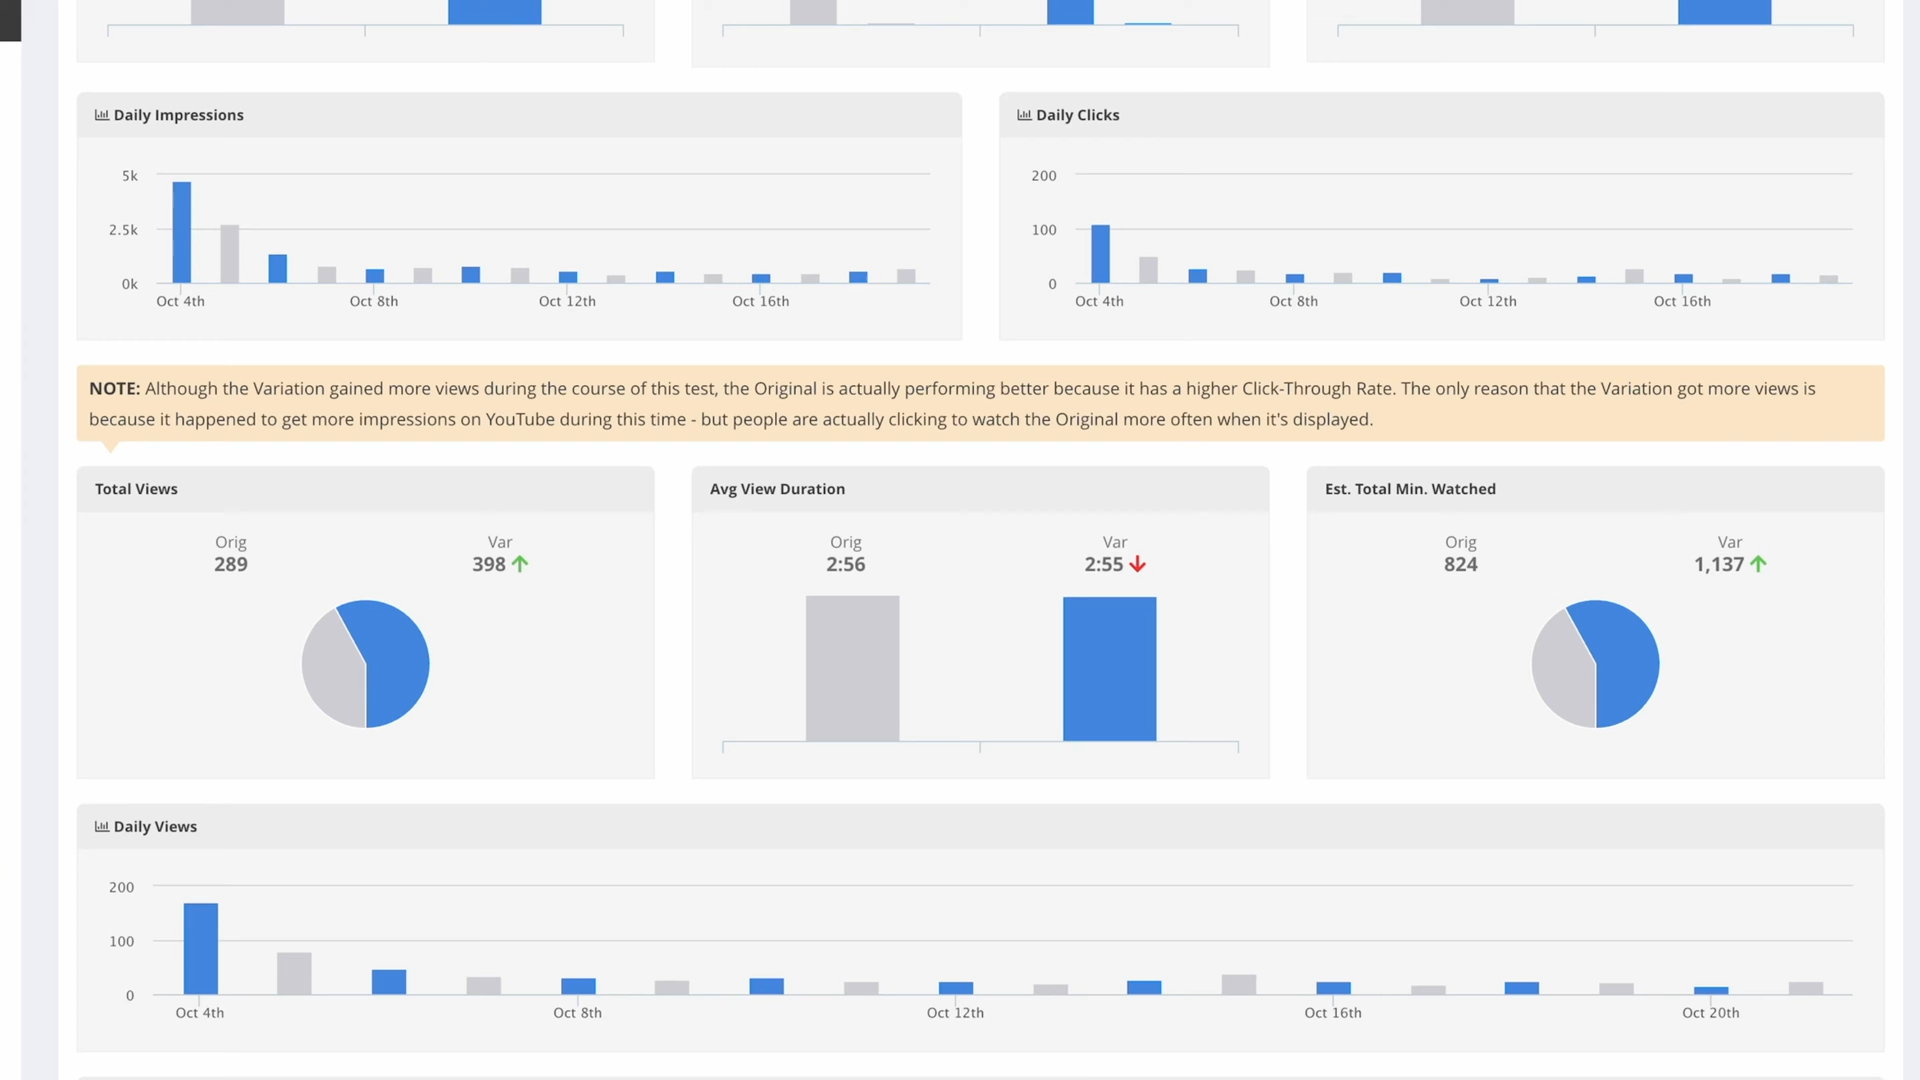 Daily Impressions
5k
2.5k
0k
Oct 4th Oct 8th Oct 12th Oct 16th
Daily Clicks
200
100
0
Oct 4th Oct 8th Oct 12th Oct 16th
NOTE: Although the Variation gained more views during the course of this test, the Original is actually performing better because it has a higher Click-Through Rate. The only reason that the Variation got more views is
because it happened to get more impressions on YouTube during this time - but people are actually clicking to watch the Original more often when it's displayed.
Total Views
Orig Var
289 398
Avg View Duration
Orig Var
2:56 2:55
Est. Total Min. Watched
Orig Var
824 1,137
Daily Views
200
100
0
Oct 4th Oct 8th Oct 12th Oct 16th Oct 20th